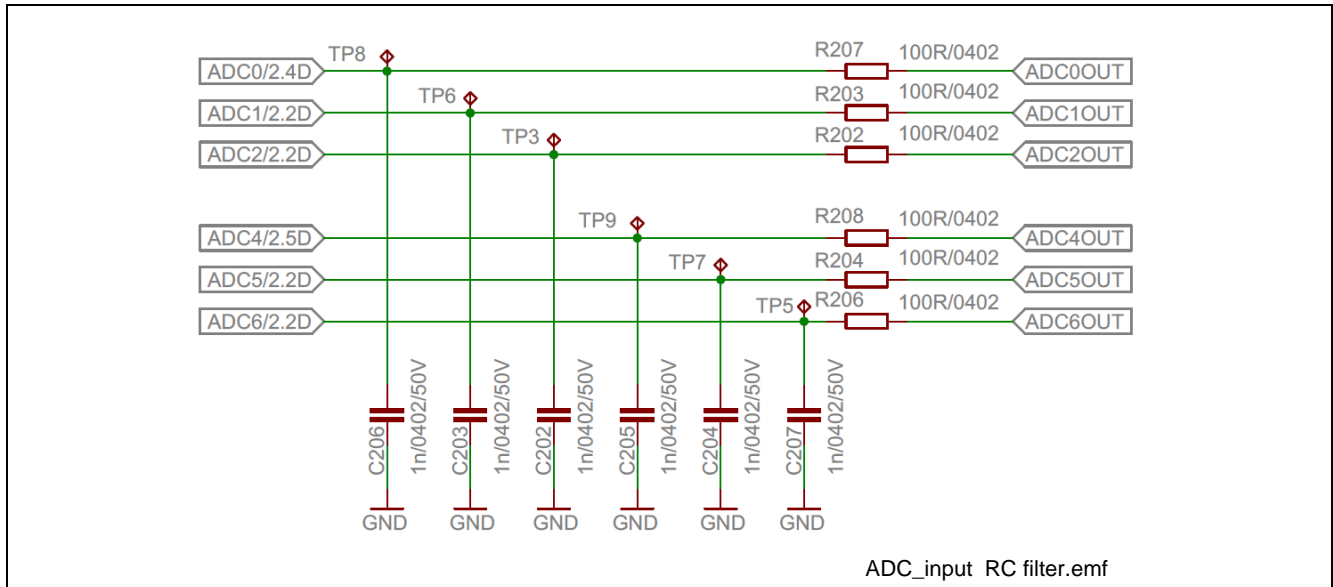 TP8
R207
100R/0402
ADC0/2.4D
ADC0OUT
TP6
R203
100R/0402
ADC1/2.2D
ADC1OUT
TP3
R202
100R/0402
ADC2/2.2D
ADC2OUT
TP9
R208
100R/0402
ADC4/2.5D
ADC4OUT
TP7
R204
100R/0402
ADC5/2.2D
ADC5OUT
TP5
R206
100R/0402
ADC6/2.2D
ADC6OUT
C206
1n/0402/50V
C203
1n/0402/50V
C202
1n/0402/50V
C205
1n/0402/50V
C204
1n/0402/50V
C207
1n/0402/50V
GND
GND
GND
GND
GND
GND
ADC_input RC filter.emf